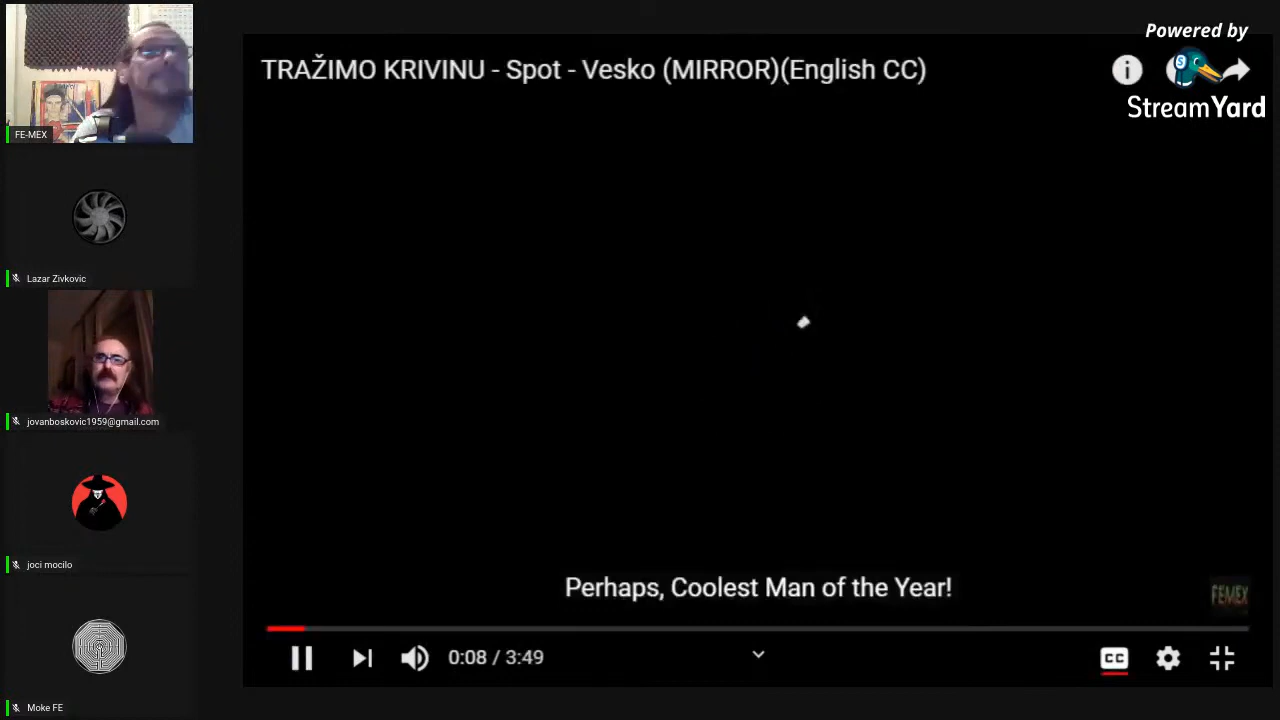 Powered by
StreamYard
TRAŽIMO KRIVINU - Spot - Vesko (MIRROR)(English CC)
FE-MEX
Lazar Zivkovic
jovanboskovic1959@gmail.com
joci mocilo
Moke FE
Perhaps, Coolest Man of the Year!
FEMEX
0:08 / 3:49
CC